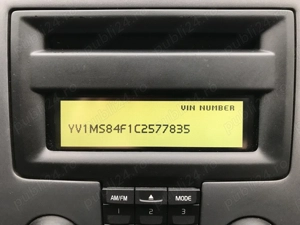 VIN NUMBER
YV1MS84F1C2577835
AM/FM
MODE
1
2
3